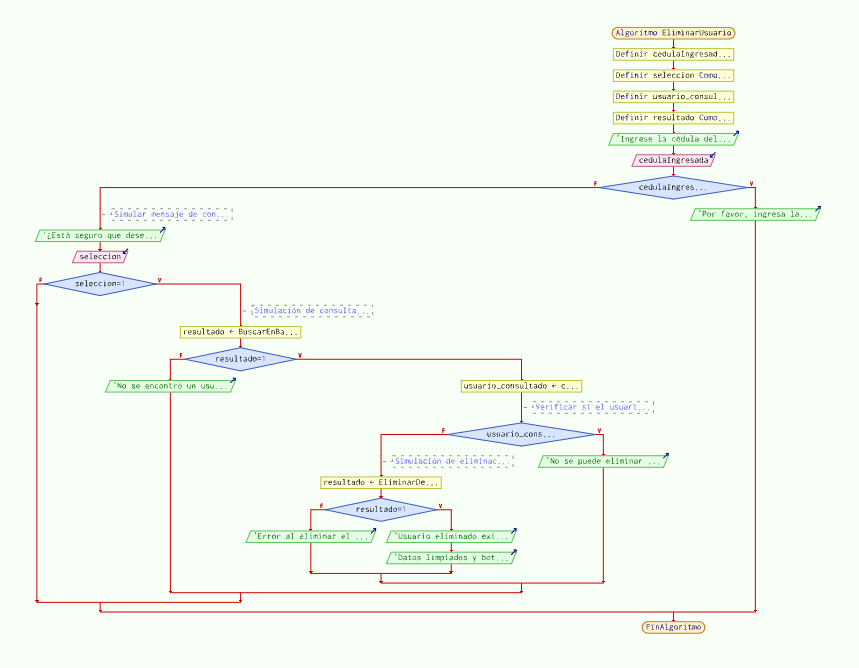 Algoritmo EliminarUsuario
Definir cedulaIngresad...
Definir seleccion Como...
Definir usuario_consul...
Definir resultado Como...
'Ingrese la cédula del...
cedulaIngresada
cedulaIngres...
F
V
Simular mensaje de con...
'Por favor, ingresa la...
'¿Está seguro que dese...
seleccion
seleccion=1
F
V
Simulación de consulta...
resultado ← BuscarEnBa...
resultado=1
F
V
'No se encontró un usu...
usuario_consultado ← c...
Verificar si el usuari...
usuario_cons...
F
V
Simulación de eliminac...
'No se puede eliminar ...
resultado ← EliminarDe...
resultado=1
F
V
'Error al eliminar el ...
'Usuario eliminado exi...
'Datos limpiados y bot...
FinAlgoritmo